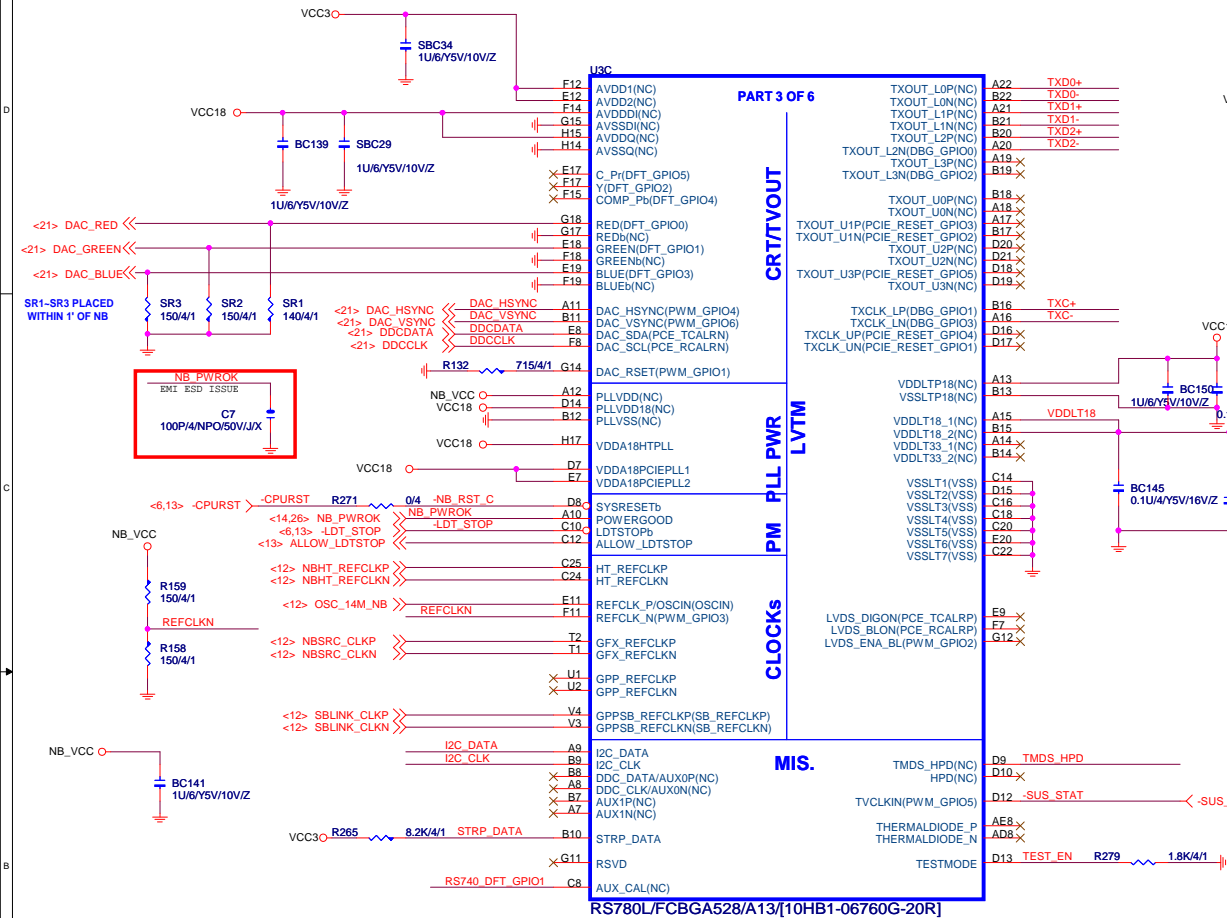 VCC3
SBC34
1U/6/Y5V/10V/Z
VCC18
BC139
SBC29
1U/6/Y5V/10V/Z
1U/6/Y5V/10V/Z
D
C
B
<21> DAC_RED
<21> DAC_GREEN
<21> DAC_BLUE
SR1~SR3 PLACED
WITHIN 1' OF NB
SR3
150/4/1
SR2
150/4/1
SR1
140/4/1
<21> DAC_HSYNC
DAC_HSYNC
<21> DAC_VSYNC
DAC_VSYNC
<21> DDCDATA
DDCDATA
<21> DDCCLK
DDCCLK
R132
715/4/1
NB_PWROK
EMI ESD ISSUE
C7
100P/4/NPO/50V/J/X
NB_VCC
VCC18
VCC18
VCC18
<6,13> -CPURST
-CPURST
R271
0/4
-NB_RST_C
<14,26> NB_PWROK
NB_PWROK
<6,13> -LDT_STOP
-LDT_STOP
<13> ALLOW_LDTSTOP
NB_VCC
R159
150/4/1
REFCLKN
R158
150/4/1
<12> NBHT_REFCLKP
<12> NBHT_REFCLKN
<12> OSC_14M_NB
REFCLKN
<12> NBSRC_CLKP
<12> NBSRC_CLKN
<12> SBLINK_CLKP
<12> SBLINK_CLKN
NB_VCC
BC141
1U/6/Y5V/10V/Z
I2C_DATA
I2C_CLK
VCC3
R265
8.2K/4/1
STRP_DATA
RS740_DFT_GPIO1
U3C
PART 3 OF 6
F12 AVDD1(NC)
E12 AVDD2(NC)
F14 AVDDDI(NC)
G15 AVSSDI(NC)
H15 AVDDQ(NC)
H14 AVSSQ(NC)
E17 C_Pr(DFT_GPIO5)
F17 Y(DFT_GPIO2)
F15 COMP_Pb(DFT_GPIO4)
G18 RED(DFT_GPIO0)
G17 REDb(NC)
E18 GREEN(DFT_GPIO1)
F18 GREENb(NC)
E19 BLUE(DFT_GPIO3)
F19 BLUEb(NC)
A11 DAC_HSYNC(PWM_GPIO4)
B11 DAC_VSYNC(PWM_GPIO6)
E8 DAC_SDA(PCE_TCALRN)
F8 DAC_SCL(PCE_RCALRN)
G14 DAC_RSET(PWM_GPIO1)
A12 PLLVDD(NC)
D14 PLLVDD18(NC)
B12 PLLVSS(NC)
H17 VDDA18HTPLL
D7 VDDA18PCIEPLL1
E7 VDDA18PCIEPLL2
D8 SYSRESETb
A10 POWERGOOD
C10 LDTSTOPb
C12 ALLOW_LDTSTOP
C25 HT_REFCLKP
C24 HT_REFCLKN
E11 REFCLK_P/OSCIN(OSCIN)
F11 REFCLK_N(PWM_GPIO3)
T2 GFX_REFCLKP
T1 GFX_REFCLKN
U1 GPP_REFCLKP
U2 GPP_REFCLKN
V4 GPPSB_REFCLKP(SB_REFCLKP)
V3 GPPSB_REFCLKN(SB_REFCLKN)
A9 I2C_DATA
B9 I2C_CLK
B8 DDC_DATA/AUX0P(NC)
A8 DDC_CLK/AUX0N(NC)
B7 AUX1P(NC)
A7 AUX1N(NC)
B10 STRP_DATA
G11 RSVD
C8 AUX_CAL(NC)
CRT/TVOUT
LVTM
PLL PWR
PM
CLOCKs
MIS.
TXOUT_L0P(NC) A22 TXD0+
TXOUT_L0N(NC) B22 TXD0-
TXOUT_L1P(NC) A21 TXD1+
TXOUT_L1N(NC) B21 TXD1-
TXOUT_L2P(NC) B20 TXD2+
TXOUT_L2N(DBG_GPIO0) A20 TXD2-
TXOUT_L3P(NC) A19
TXOUT_L3N(DBG_GPIO2) B19
TXOUT_U0P(NC) B18
TXOUT_U0N(NC) A18
TXOUT_U1P(PCIE_RESET_GPIO3) A17
TXOUT_U1N(PCIE_RESET_GPIO2) B17
TXOUT_U2P(NC) D20
TXOUT_U2N(NC) D21
TXOUT_U3P(PCIE_RESET_GPIO5) D18
TXOUT_U3N(NC) D19
TXCLK_LP(DBG_GPIO1) B16 TXC+
TXCLK_LN(DBG_GPIO3) A16 TXC-
TXCLK_UP(PCIE_RESET_GPIO4) D16
TXCLK_UN(PCIE_RESET_GPIO1) D17
VDDLTP18(NC) A13
VSSLTP18(NC) B13
VDDLT18_1(NC) A15 VDDLT18
VDDLT18_2(NC) B15
VDDLT33_1(NC) A14
VDDLT33_2(NC) B14
VSSLT1(VSS) C14
VSSLT2(VSS) D15
VSSLT3(VSS) C16
VSSLT4(VSS) C18
VSSLT5(VSS) C20
VSSLT6(VSS) E20
VSSLT7(VSS) C22
LVDS_DIGON(PCE_TCALRP) E9
LVDS_BLON(PCE_RCALRP) F7
LVDS_ENA_BL(PWM_GPIO2) G12
TMDS_HPD(NC) D9 TMDS_HPD
HPD(NC) D10
TVCLKIN(PWM_GPIO5) D12 -SUS_STAT
-SUS_
THERMALDIODE_P AE8
THERMALDIODE_N AD8
TESTMODE D13 TEST_EN
R279
1.8K/4/1
VCC
BC150
1U/6/Y5V/10V/Z
0.
BC145
0.1U/4/Y5V/16V/Z
RS780L/FCBGA528/A13/[10HB1-06760G-20R]